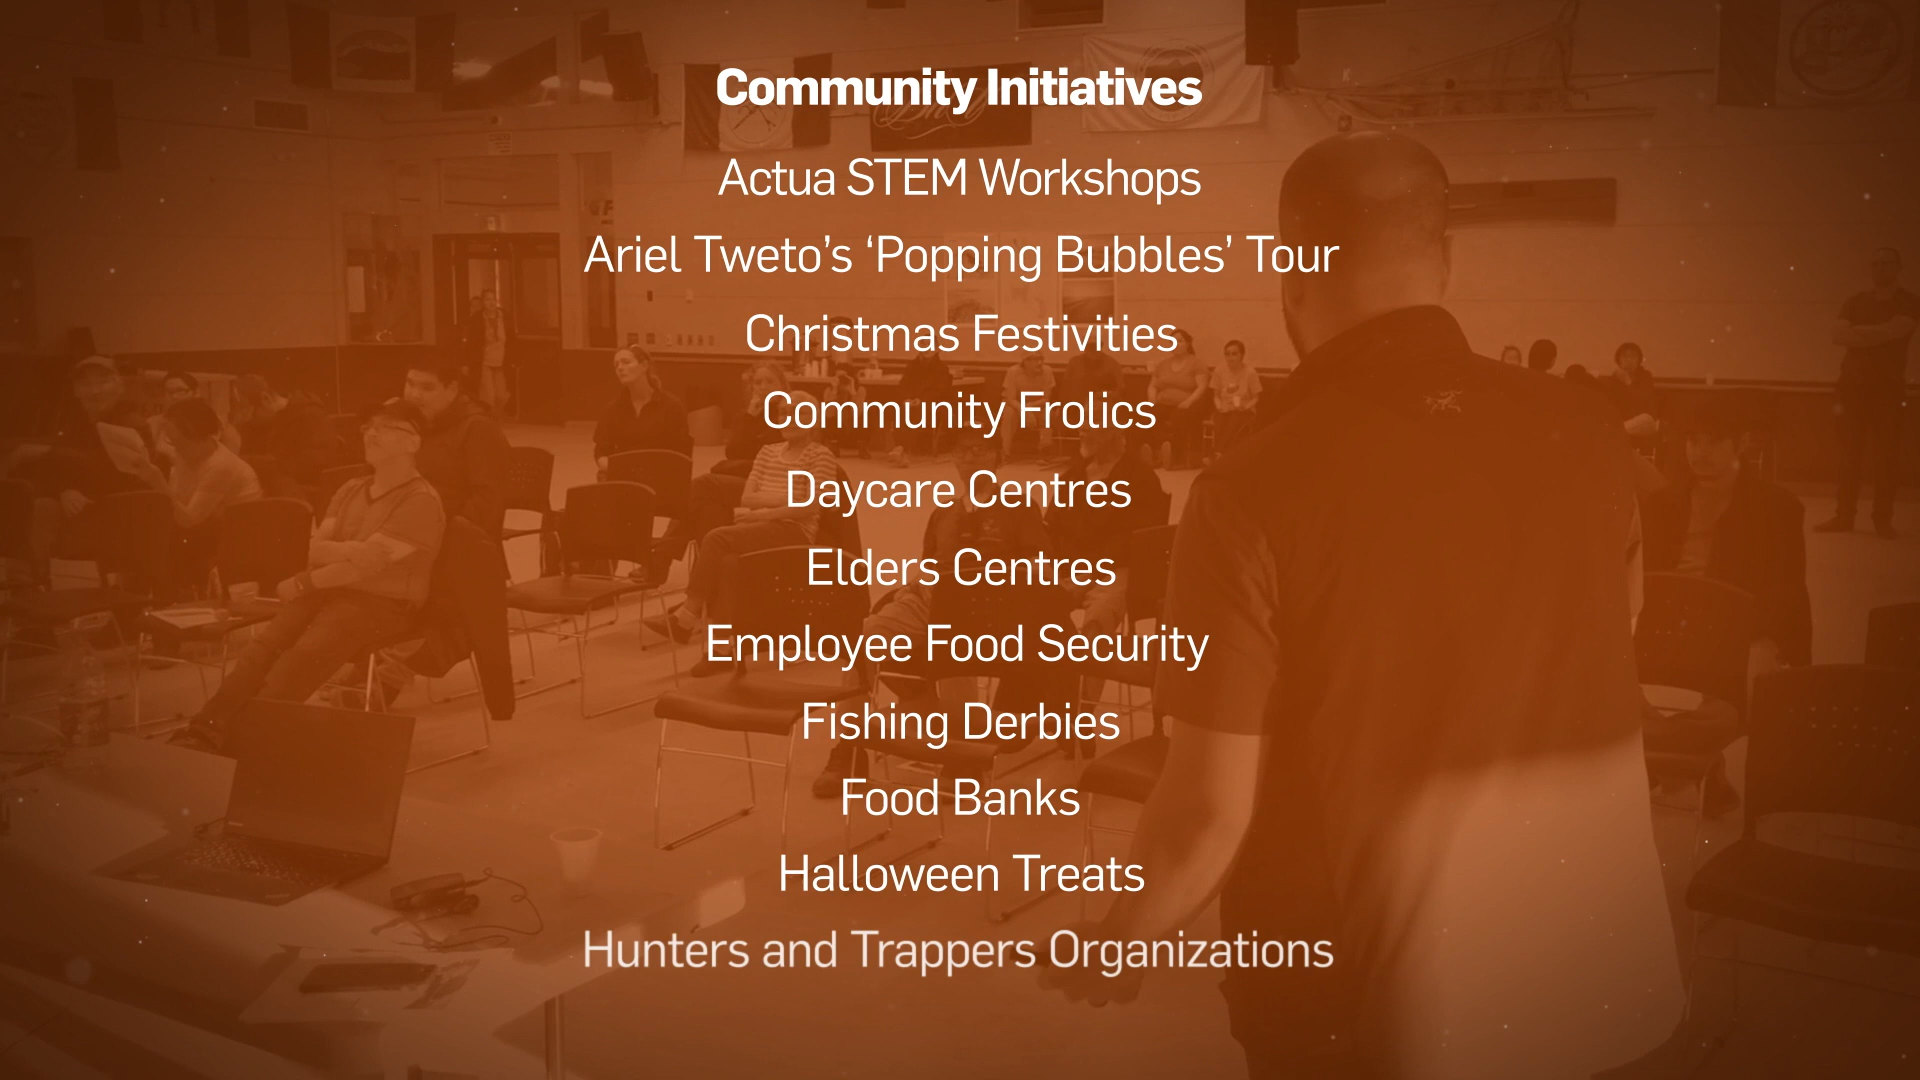 Community Initiatives
Actua STEM Workshops
Ariel Tweto’s ‘Popping Bubbles’ Tour
Christmas Festivities
Community Frolics
Daycare Centres
Elders Centres
Employee Food Security
Fishing Derbies
Food Banks
Halloween Treats
Hunters and Trappers Organizations